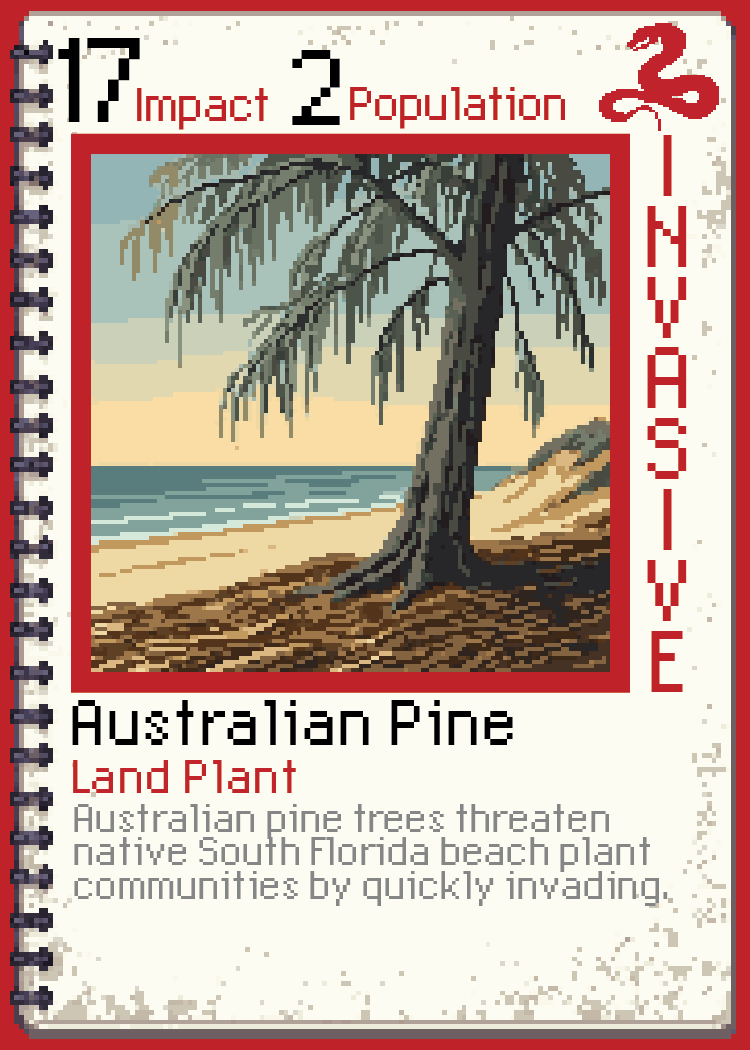 17 Impact 2 Population
INVASIVE
Australian Pine
Land Plant
Australian pine trees threaten
native South Florida beach plant
communities by quickly invading.